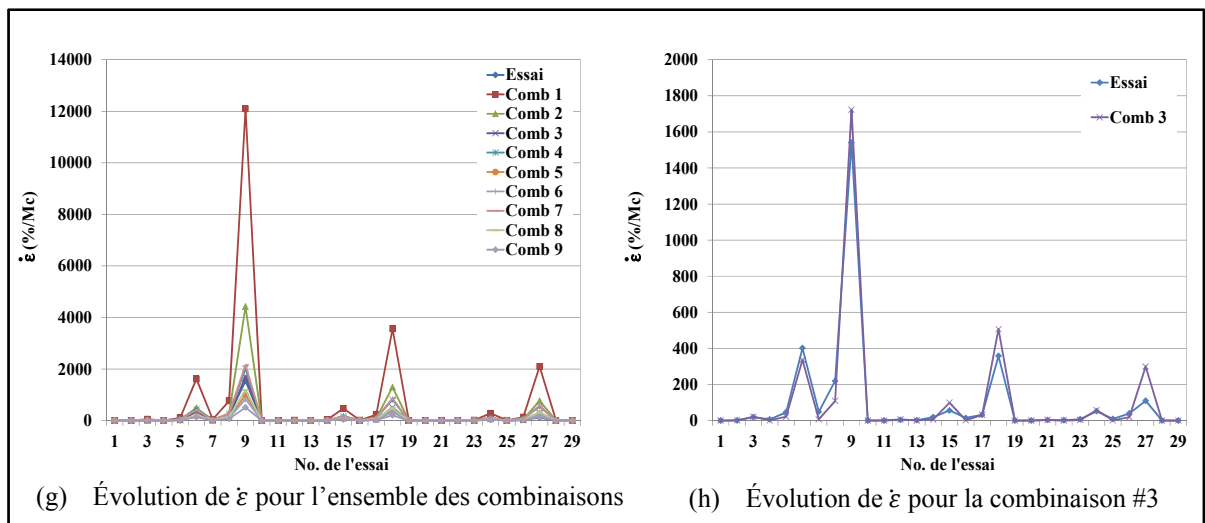 14000
12000
10000
8000
6000
4000
2000
0
ε̇ (%/Mc)
1 3 5 7 9 11 13 15 17 19 21 23 25 27 29
No. de l'essai
Essai
Comb 1
Comb 2
Comb 3
Comb 4
Comb 5
Comb 6
Comb 7
Comb 8
Comb 9
(g) Évolution de ε̇ pour l’ensemble des combinaisons
2000
1800
1600
1400
1200
1000
800
600
400
200
0
ε̇ (%/Mc)
1 3 5 7 9 11 13 15 17 19 21 23 25 27 29
No. de l'essai
Essai
Comb 3
(h) Évolution de ε̇ pour la combinaison #3